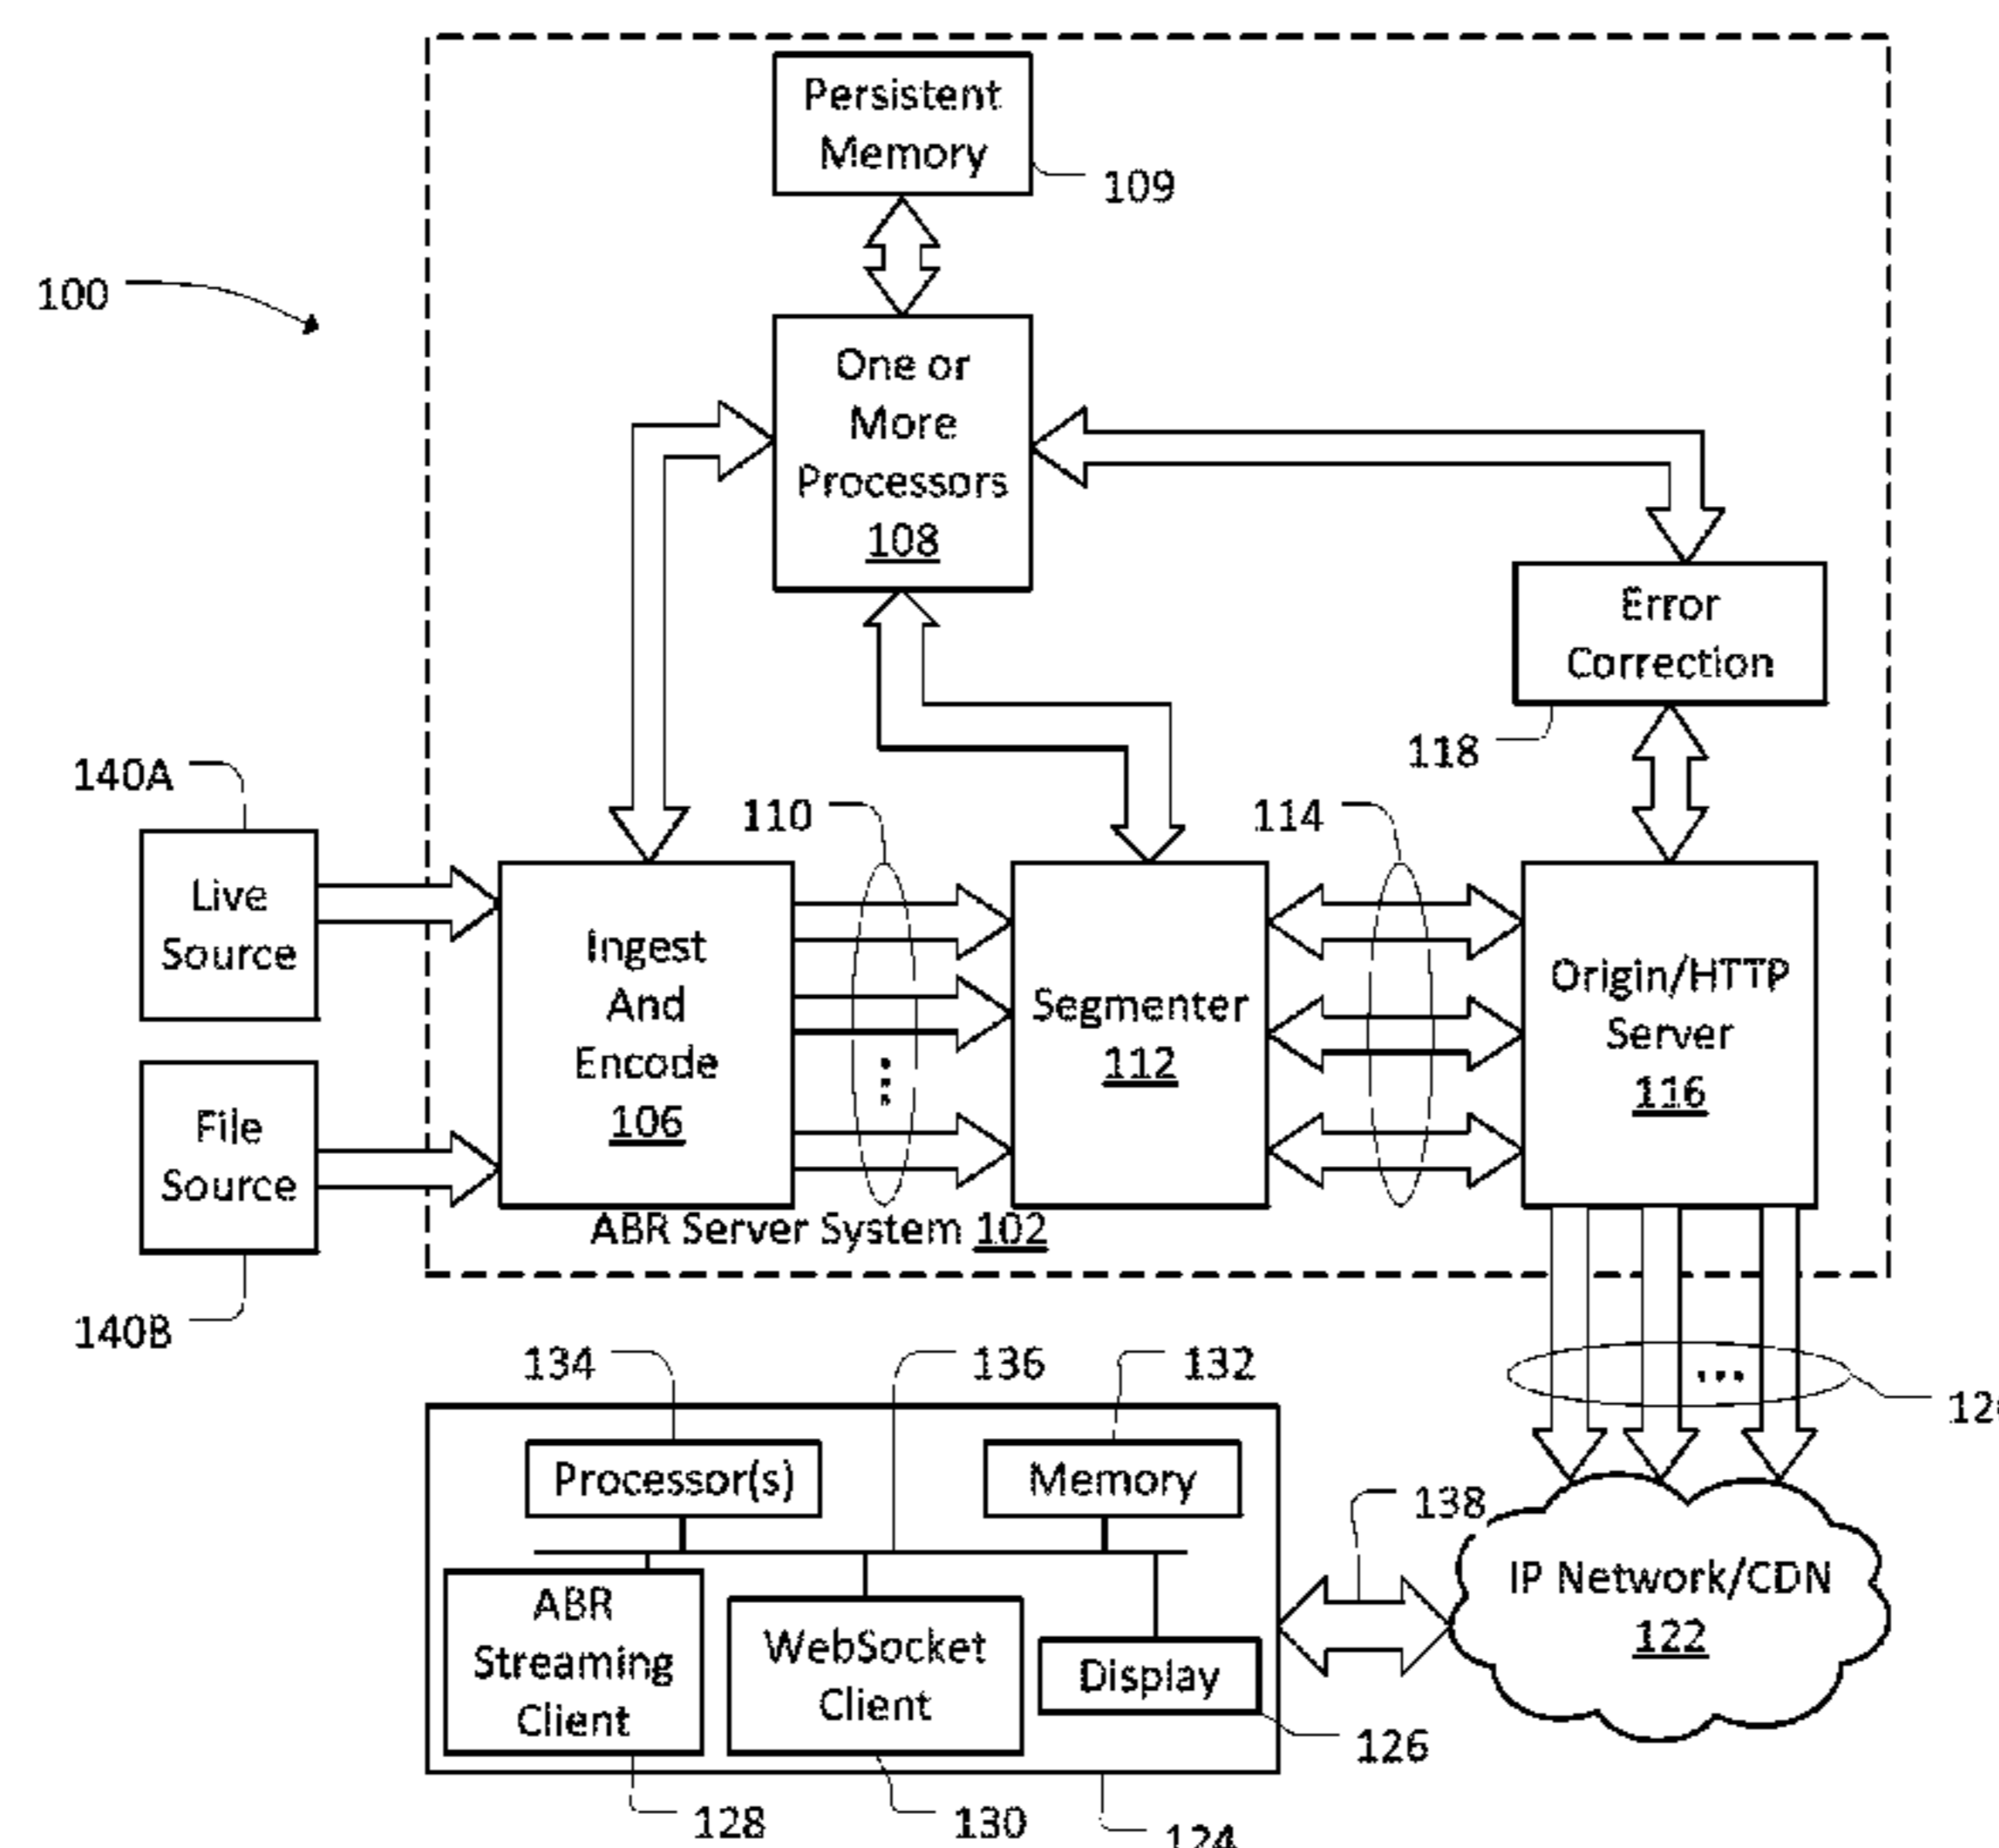 Persistent
Memory
109
100
One or
More
Processors
108
Error
Correction
118
140A
110
114
Live
Source
Ingest
And
Encode
106
Segmenter
112
Origin/HTTP
Server
116
File
Source
ABR Server System 102
140B
134
136
132
Processor(s)
Memory
138
IP Network/CDN
122
ABR
Streaming
Client
WebSocket
Client
Display
126
128
130
124